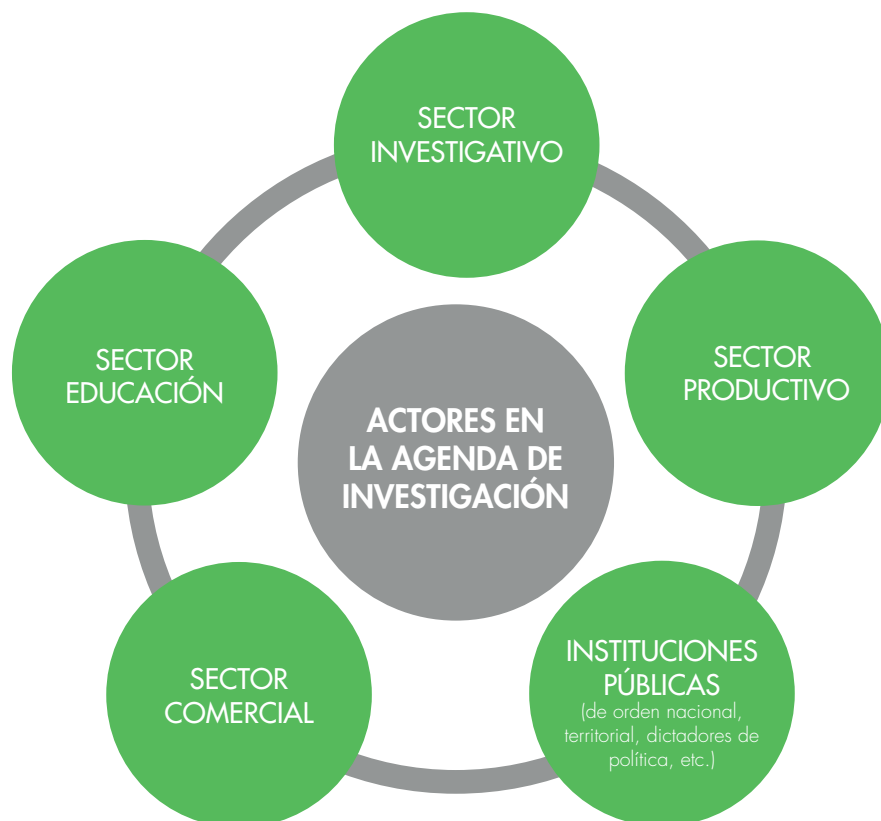 SECTOR
INVESTIGATIVO
SECTOR
EDUCACIÓN
SECTOR
PRODUCTIVO
ACTORES EN
LA AGENDA DE
INVESTIGACIÓN
SECTOR
COMERCIAL
INSTITUCIONES
PÚBLICAS
(de orden nacional,
territorial, dictadores de
política, etc.)